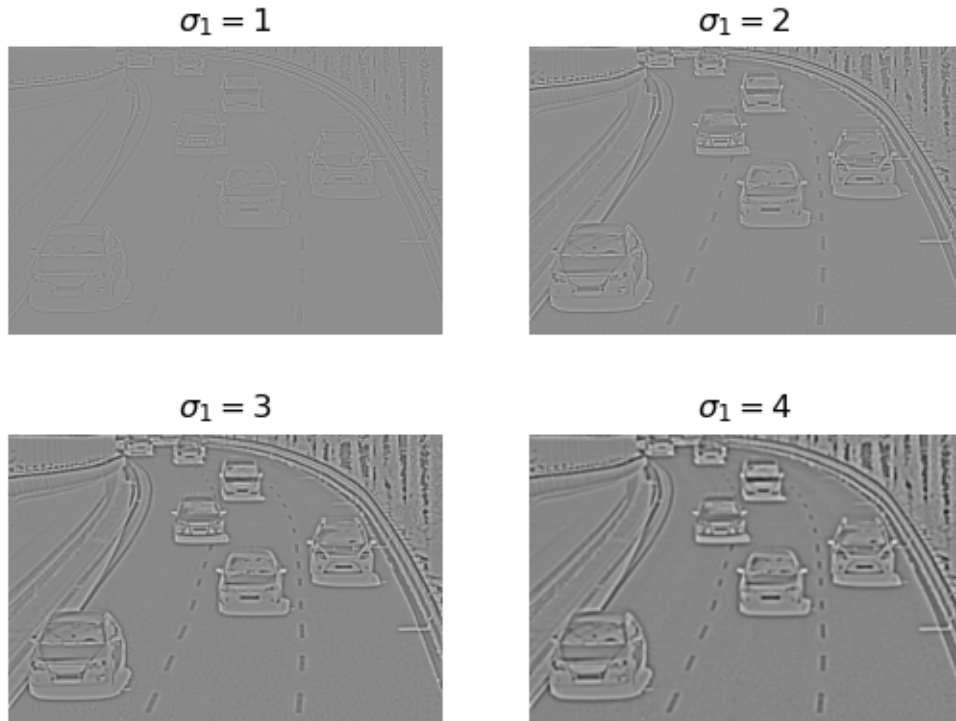 σ₁ = 1
σ₁ = 2
σ₁ = 3
σ₁ = 4